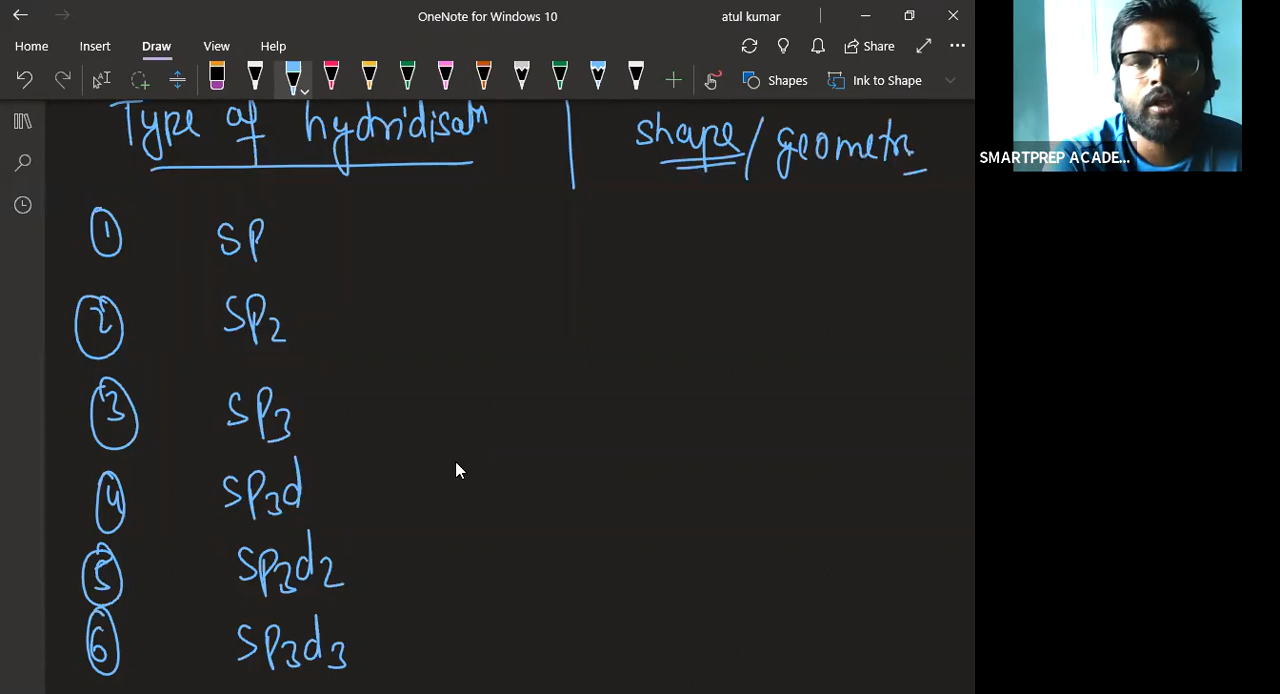 OneNote for Windows 10
atul kumar
Home Insert Draw View Help
Share
Shapes
Ink to Shape
Type of hydridisatn
shape / geometr
SMARTPREP ACADE...
1 SP
2 SP2
3 SP3
4 SP3d
5 SP3d2
6 SP3d3